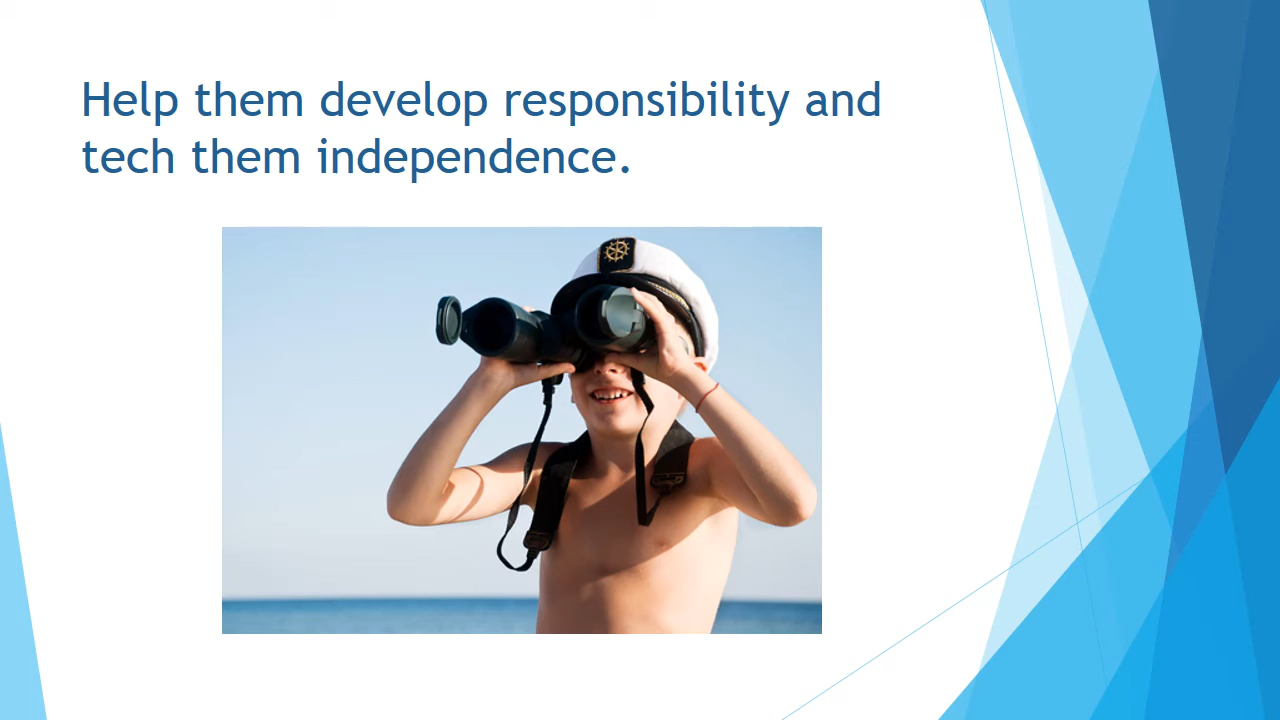 Help them develop responsibility and
tech them independence.